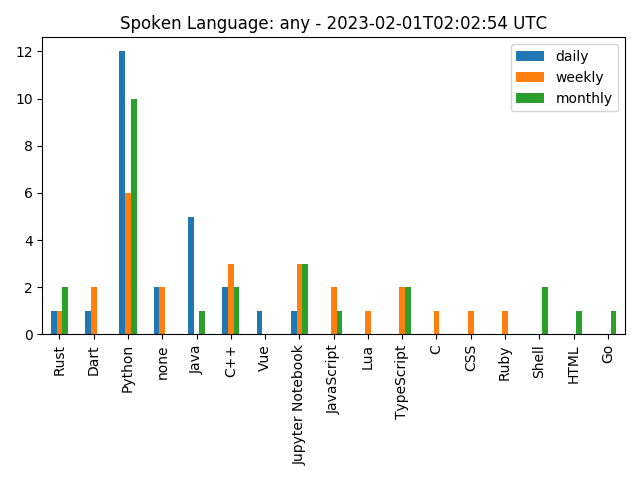 Spoken Language: any - 2023-02-01T02:02:54 UTC
daily
weekly
monthly
12
10
8
6
4
2
0
Rust
Dart
Python
none
Java
C++
Vue
Jupyter Notebook
JavaScript
Lua
TypeScript
C
CSS
Ruby
Shell
HTML
Go